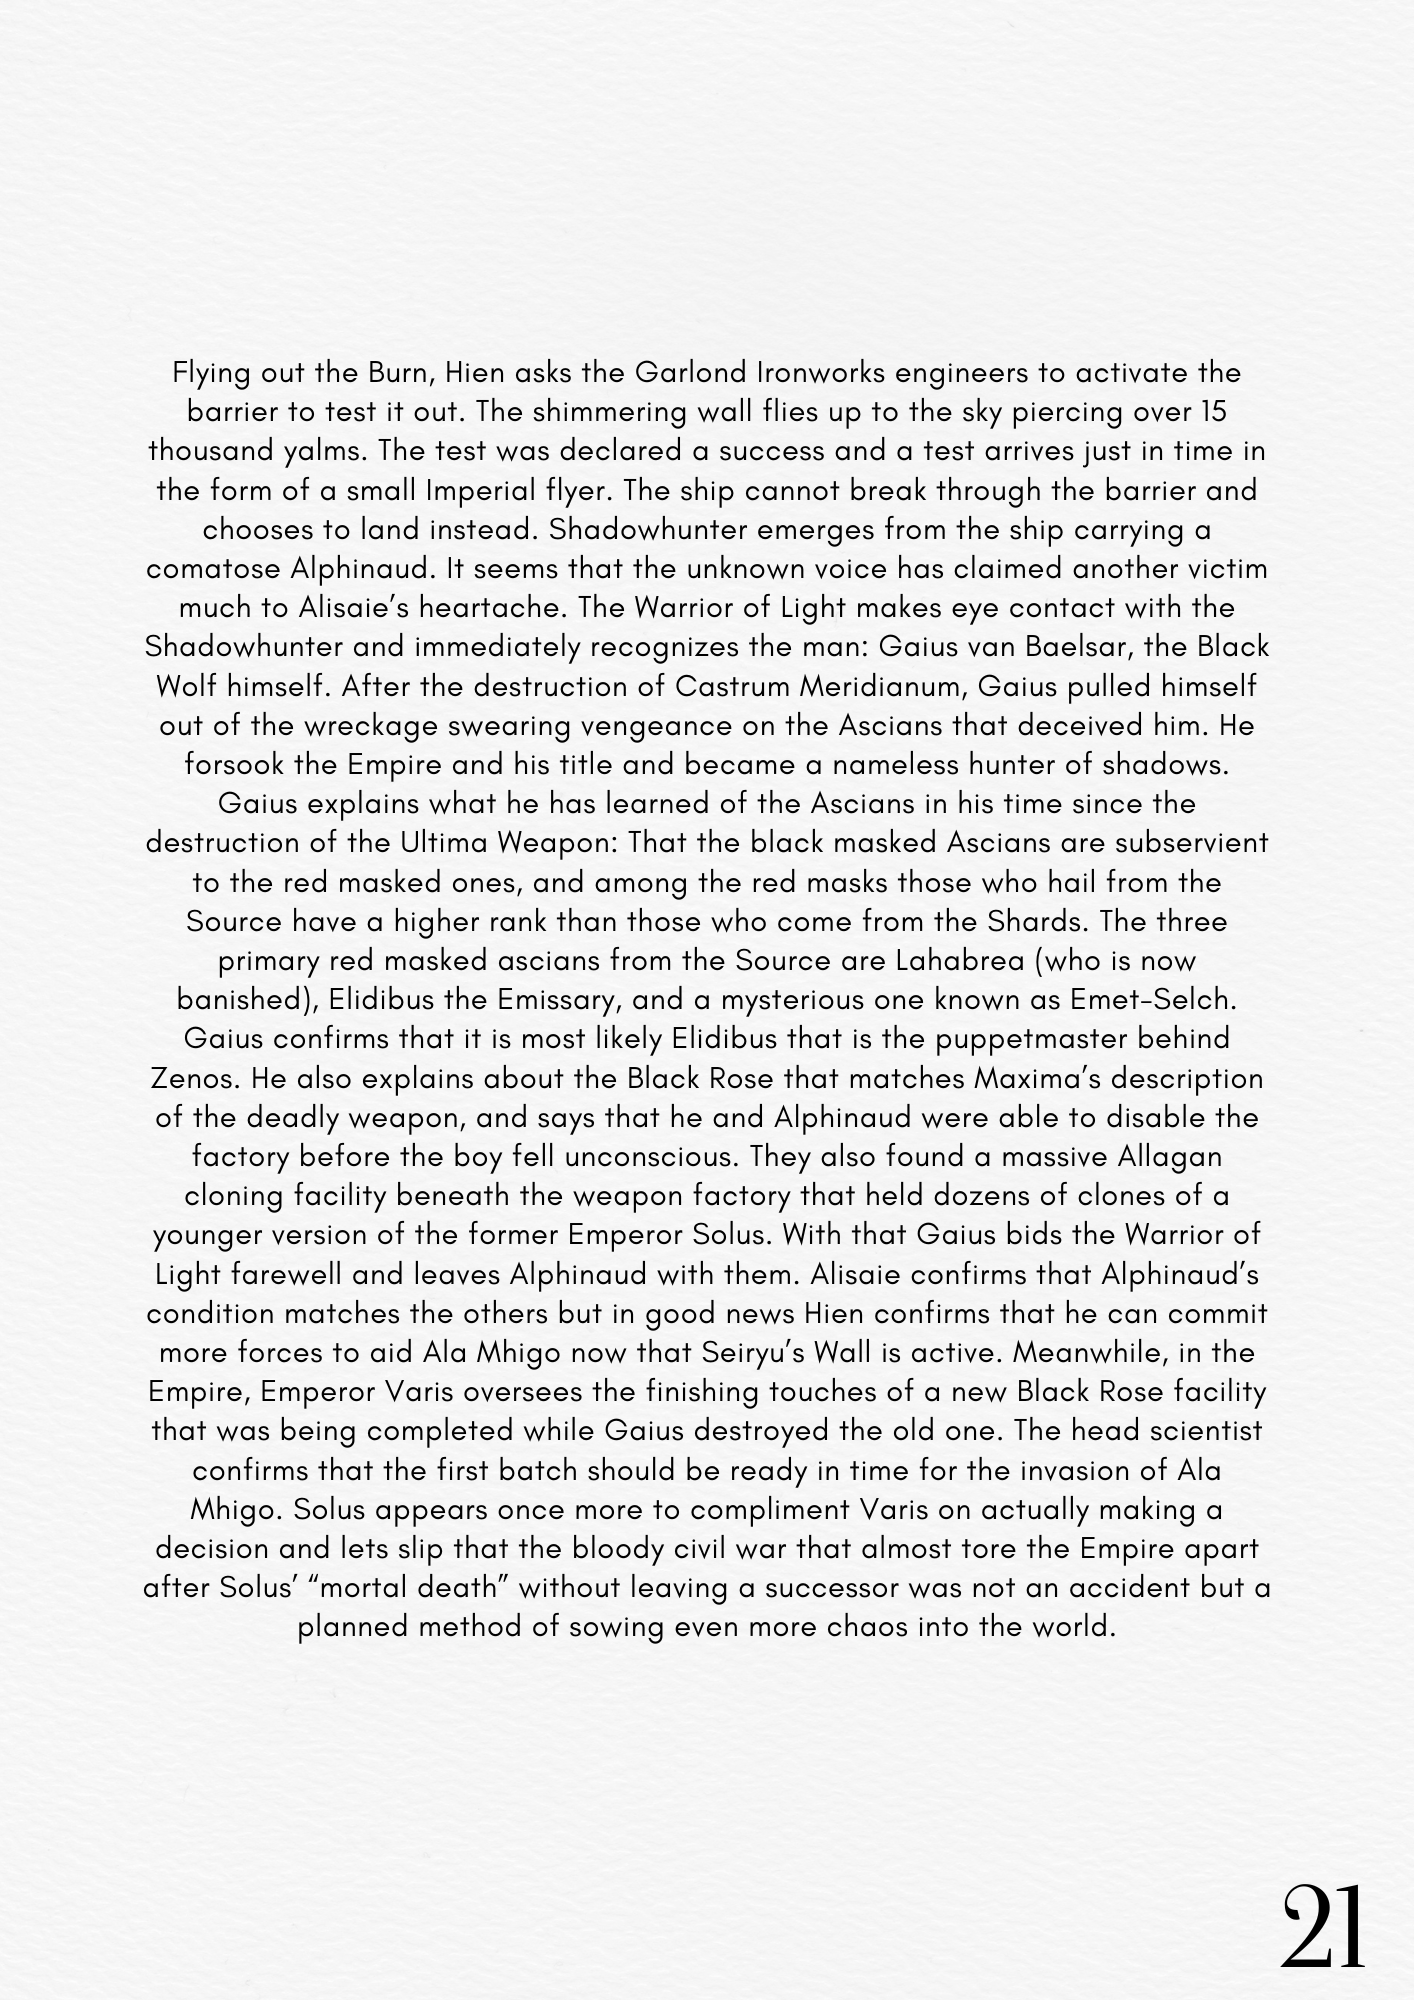 Flying out the Burn, Hien asks the Garlond Ironworks engineers to activate the
barrier to test it out. The shimmering wall flies up to the sky piercing over 15
thousand yalms. The test was declared a success and a test arrives just in time in
the form of a small Imperial flyer. The ship cannot break through the barrier and
chooses to land instead. Shadowhunter emerges from the ship carrying a
comatose Alphinaud. It seems that the unknown voice has claimed another victim
much to Alisaie’s heartache. The Warrior of Light makes eye contact with the
Shadowhunter and immediately recognizes the man: Gaius van Baelsar, the Black
Wolf himself. After the destruction of Castrum Meridianum, Gaius pulled himself
out of the wreckage swearing vengeance on the Ascians that deceived him. He
forsook the Empire and his title and became a nameless hunter of shadows.
Gaius explains what he has learned of the Ascians in his time since the
destruction of the Ultima Weapon: That the black masked Ascians are subservient
to the red masked ones, and among the red masks those who hail from the
Source have a higher rank than those who come from the Shards. The three
primary red masked ascians from the Source are Lahabrea (who is now
banished), Elidibus the Emissary, and a mysterious one known as Emet-Selch.
Gaius confirms that it is most likely Elidibus that is the puppetmaster behind
Zenos. He also explains about the Black Rose that matches Maxima’s description
of the deadly weapon, and says that he and Alphinaud were able to disable the
factory before the boy fell unconscious. They also found a massive Allagan
cloning facility beneath the weapon factory that held dozens of clones of a
younger version of the former Emperor Solus. With that Gaius bids the Warrior of
Light farewell and leaves Alphinaud with them. Alisaie confirms that Alphinaud’s
condition matches the others but in good news Hien confirms that he can commit
more forces to aid Ala Mhigo now that Seiryu’s Wall is active. Meanwhile, in the
Empire, Emperor Varis oversees the finishing touches of a new Black Rose facility
that was being completed while Gaius destroyed the old one. The head scientist
confirms that the first batch should be ready in time for the invasion of Ala
Mhigo. Solus appears once more to compliment Varis on actually making a
decision and lets slip that the bloody civil war that almost tore the Empire apart
after Solus’ “mortal death” without leaving a successor was not an accident but a
planned method of sowing even more chaos into the world.
21